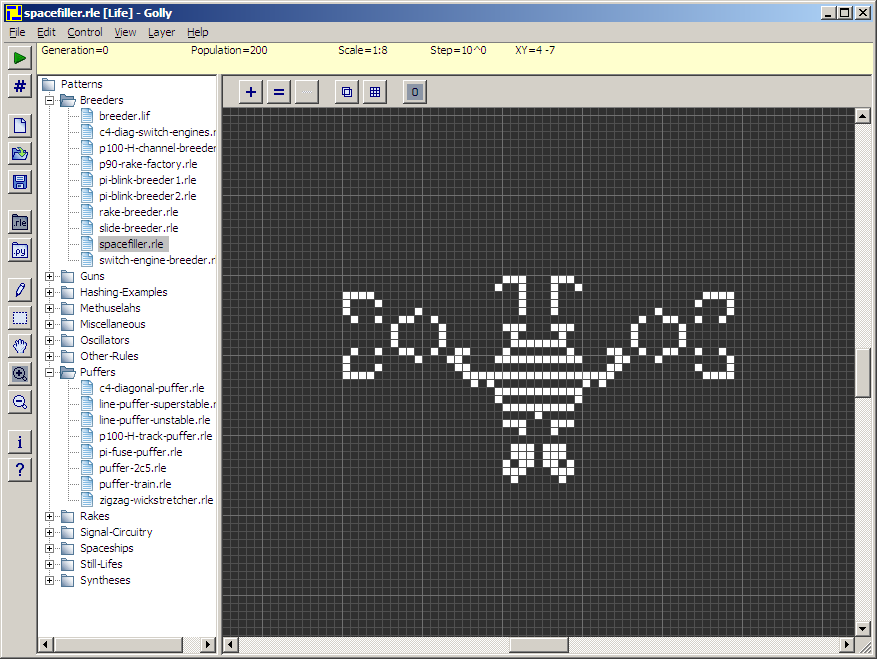 spacefiller.rle [Life] - Golly
File Edit Control View Layer Help
Generation=0 Population=200 Scale=1:8 Step=10^0 XY=4 -7
Patterns
Breeders
breeder.lif
c4-diag-switch-engines.r
p100-H-channel-breeder
p90-rake-factory.rle
pi-blink-breeder1.rle
pi-blink-breeder2.rle
rake-breeder.rle
slide-breeder.rle
spacefiller.rle
switch-engine-breeder.r
Guns
Hashing-Examples
Methuselahs
Miscellaneous
Oscillators
Other-Rules
Puffers
c4-diagonal-puffer.rle
line-puffer-superstable.r
line-puffer-unstable.rle
p100-H-track-puffer.rle
pi-fuse-puffer.rle
puffer-2c5.rle
puffer-train.rle
zigzag-wickstretcher.rle
Rakes
Signal-Circuitry
Spaceships
Still-Lifes
Syntheses
#
.rle
.py
i
?
+ =
0